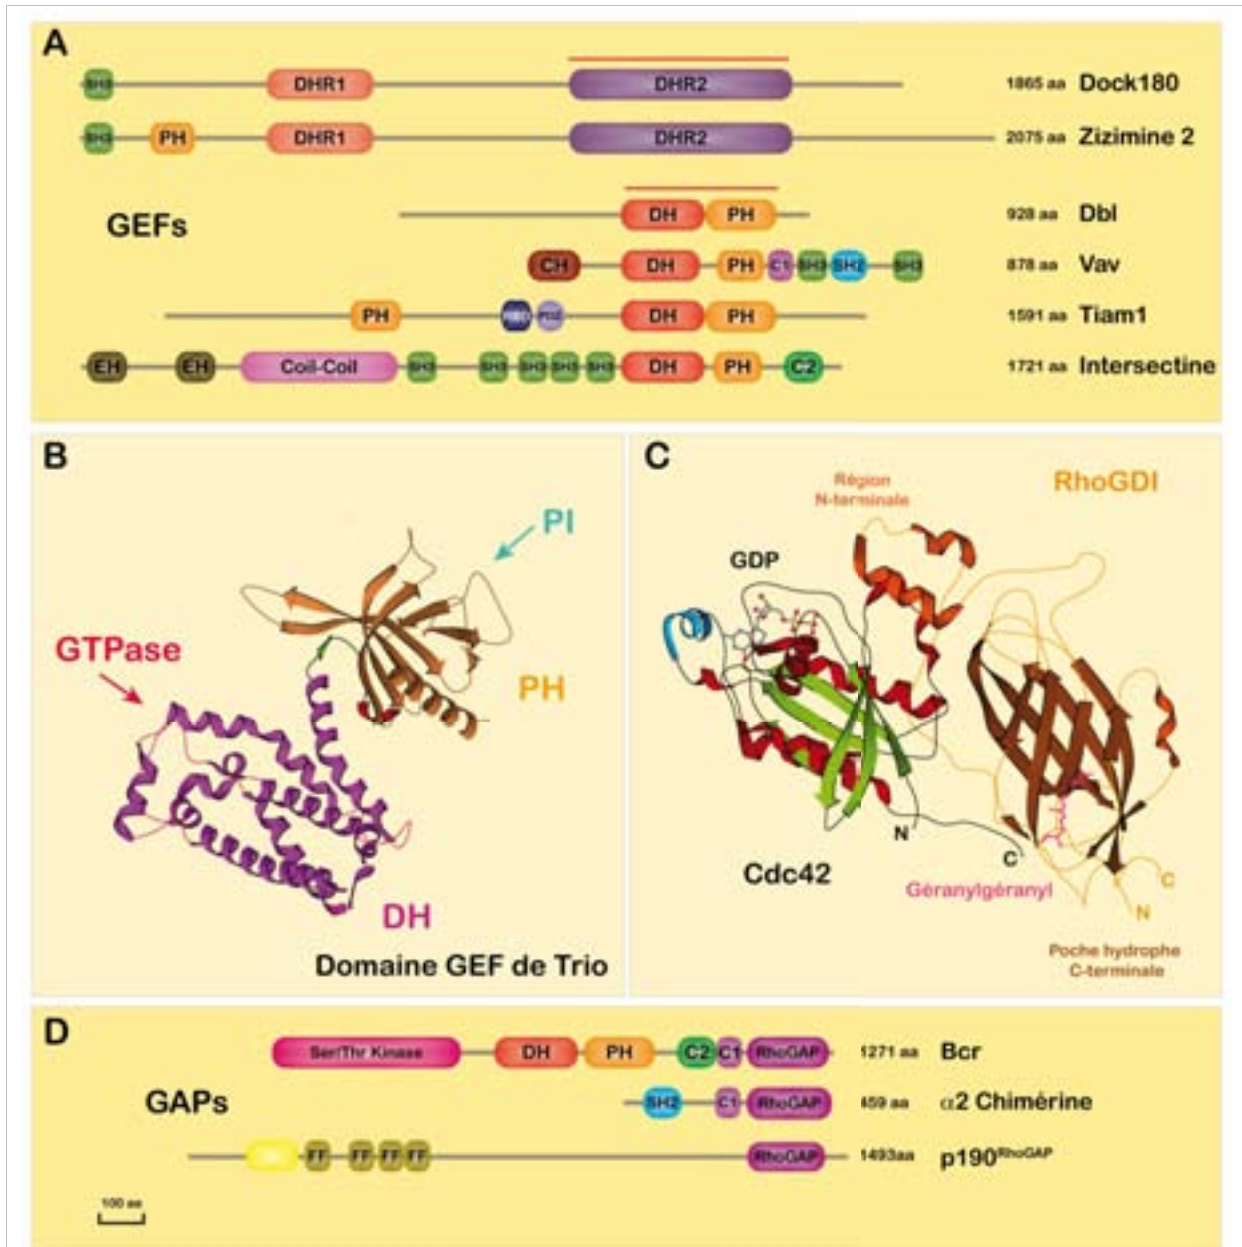 A
SH3 DHR1 DHR2 1865 aa Dock180
SH3 PH DHR1 DHR2 2075 aa Zizimine 2
GEFs
DH PH 928 aa Dbl
CH DH PH C1 SH3 SH2 SH3 878 aa Vav
PH RBD PDZ DH PH 1591 aa Tiam1
EH EH Coil-Coil SH3 SH3 SH3 SH3 SH3 DH PH C2 1721 aa Intersectine
B
PI
GTPase
PH
DH
Domaine GEF de Trio
C
Région
N-terminale
RhoGDI
GDP
N
C
Cdc42
Géranylgéranyl
C
N
Poche hydrophe
C-terminale
D
GAPs
Ser/Thr Kinase DH PH C2 C1 RhoGAP 1271 aa Bcr
SH2 C1 RhoGAP 459 aa α2 Chimérine
FF FF FF FF RhoGAP 1493aa p190RhoGAP
100 aa